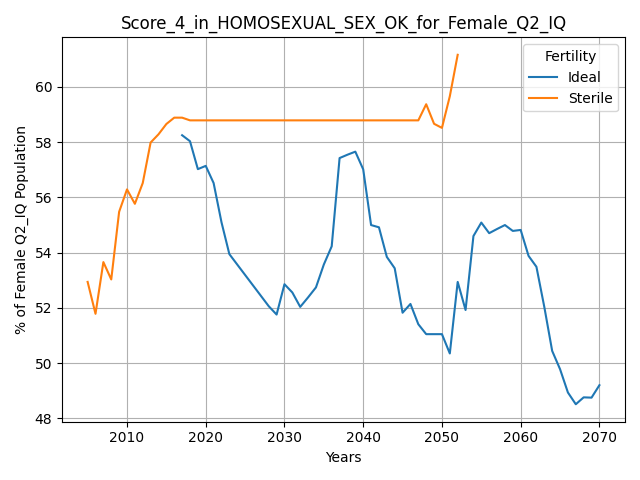 Score_4_in_HOMOSEXUAL_SEX_OK_for_Female_Q2_IQ
Fertility
Ideal
Sterile
% of Female Q2_IQ Population
60
58
56
54
52
50
48
2010 2020 2030 2040 2050 2060 2070
Years